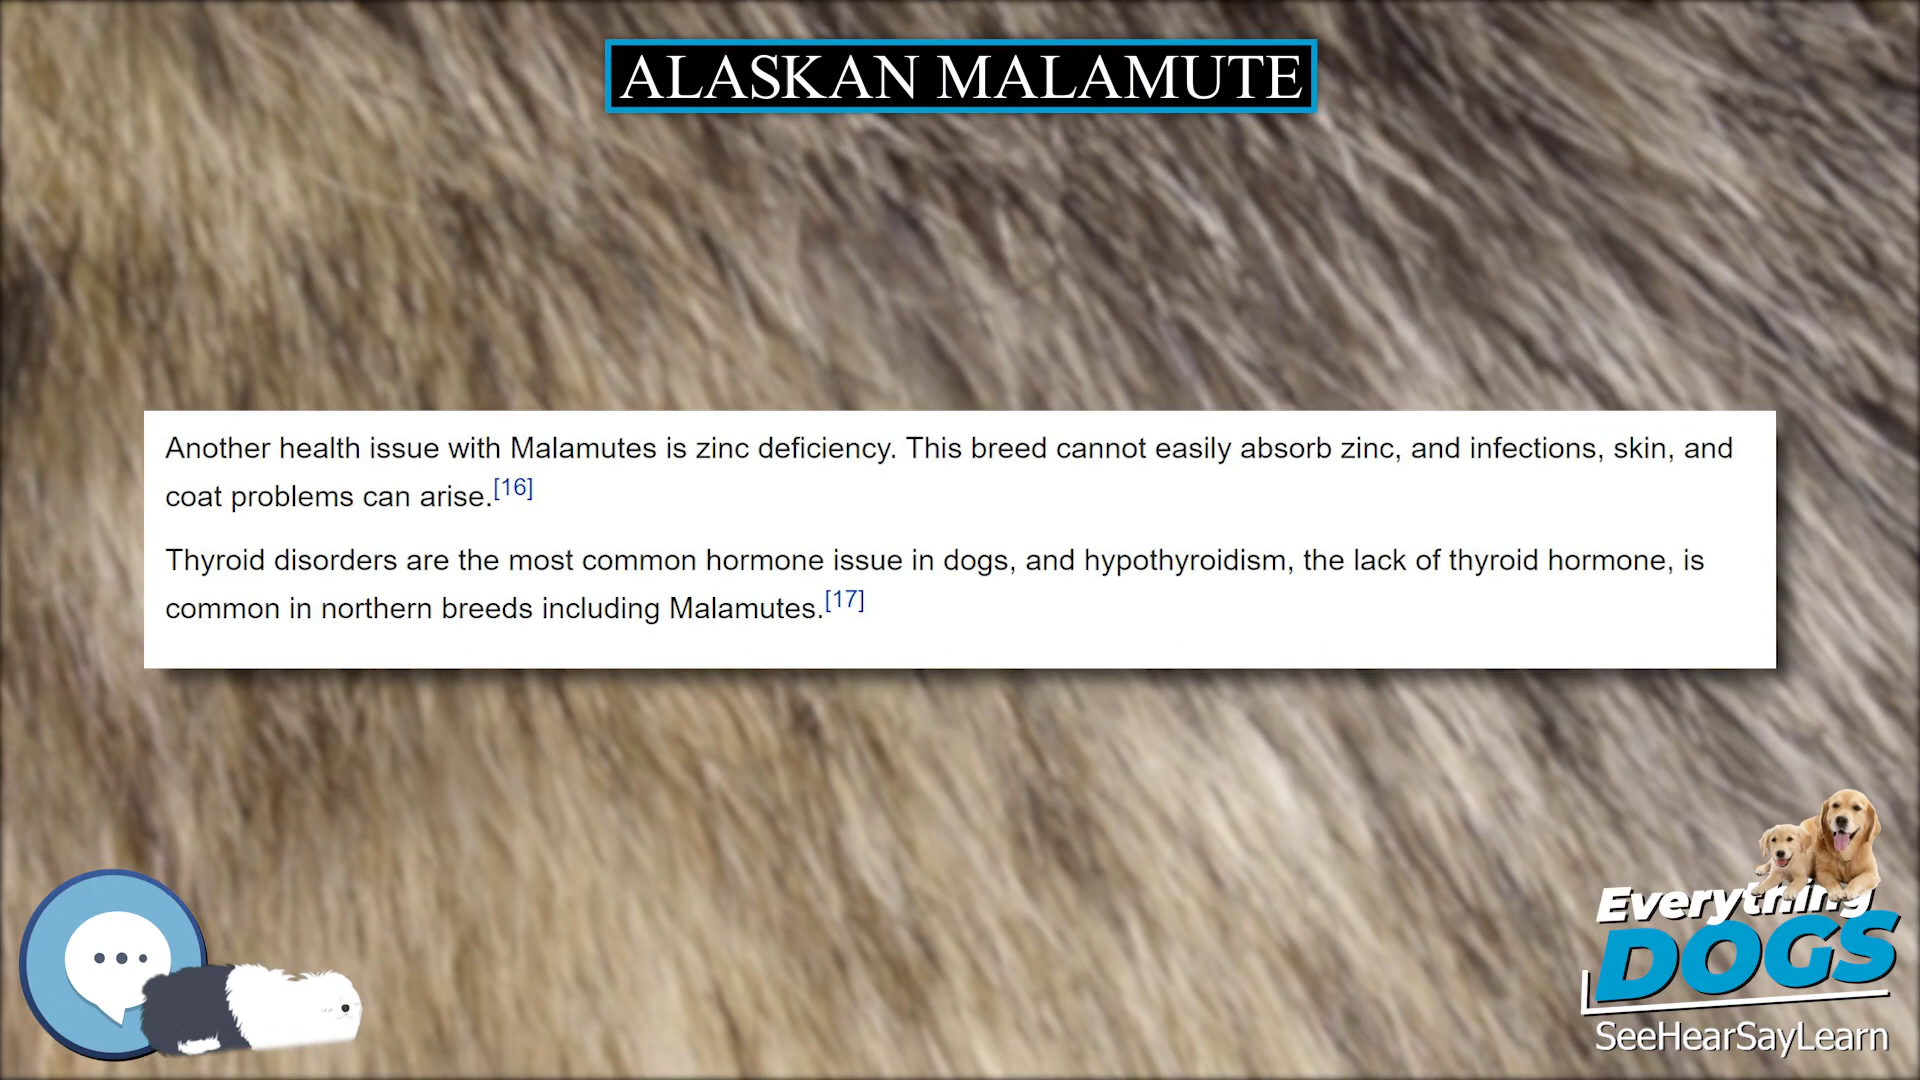 ALASKAN MALAMUTE
Another health issue with Malamutes is zinc deficiency. This breed cannot easily absorb zinc, and infections, skin, and
coat problems can arise.[16]
Thyroid disorders are the most common hormone issue in dogs, and hypothyroidism, the lack of thyroid hormone, is
common in northern breeds including Malamutes.[17]
Everything
DOGS
SeeHearSayLearn